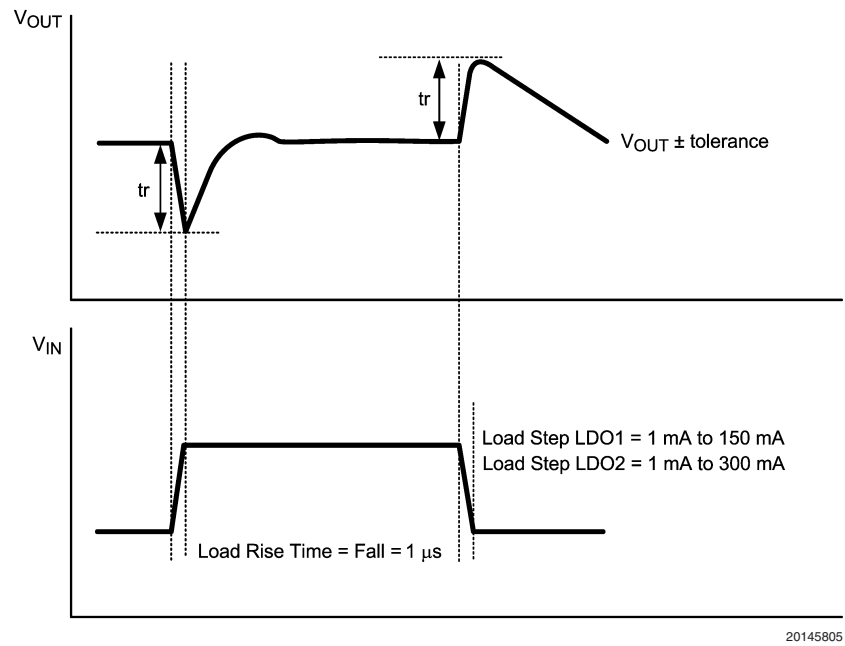 VOUT
tr
tr
VOUT ± tolerance
VIN
Load Step LDO1 = 1 mA to 150 mA
Load Step LDO2 = 1 mA to 300 mA
Load Rise Time = Fall = 1 µs
20145805